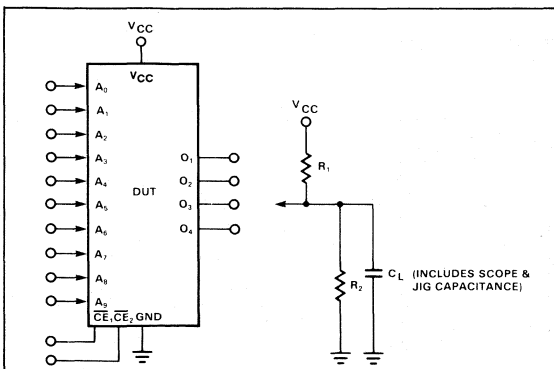 VCC
VCC
A0
A1
A2
A3
A4
A5
A6
A7
A8
A9
DUT
O1
O2
O3
O4
CE1 CE2 GND
VCC
R1
R2
CL (INCLUDES SCOPE &
JIG CAPACITANCE)